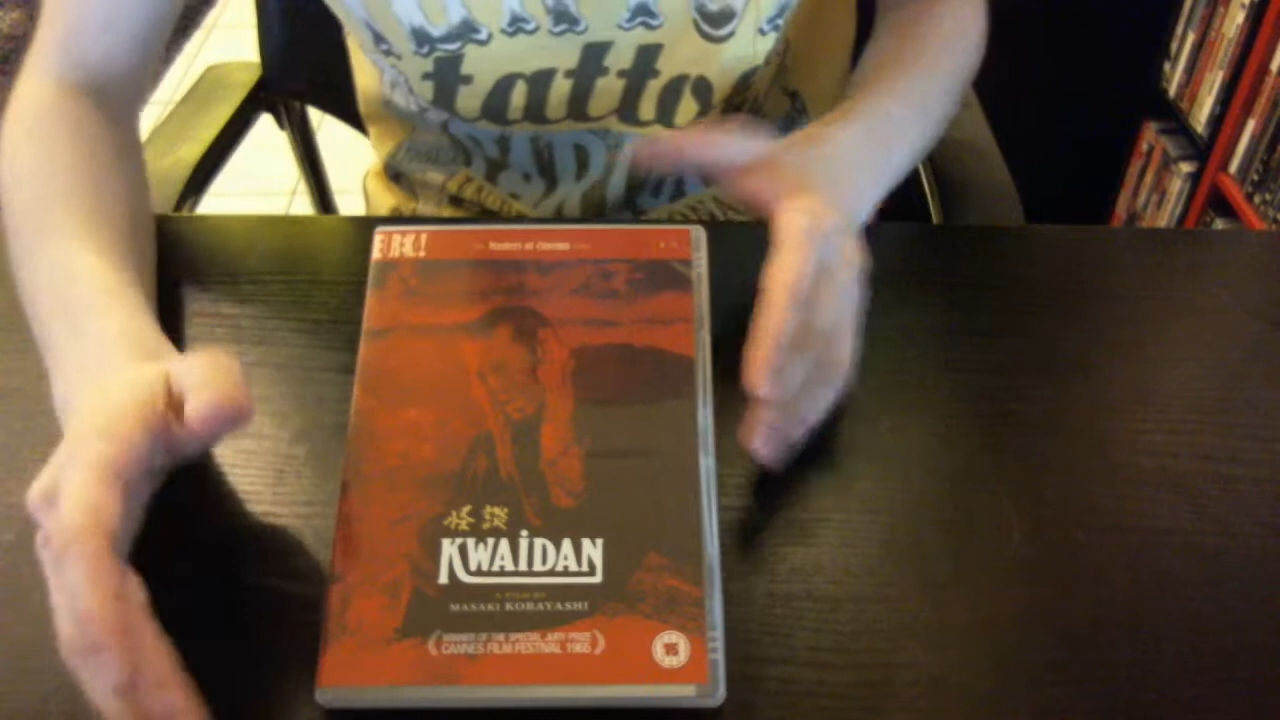 tattoo
The Masters of Cinema Series
怪談
KWAiDAN
A FILM BY
MASAKI KOBAYASHI
WINNER OF THE SPECIAL JURY PRIZE
CANNES FILM FESTIVAL 1965
15